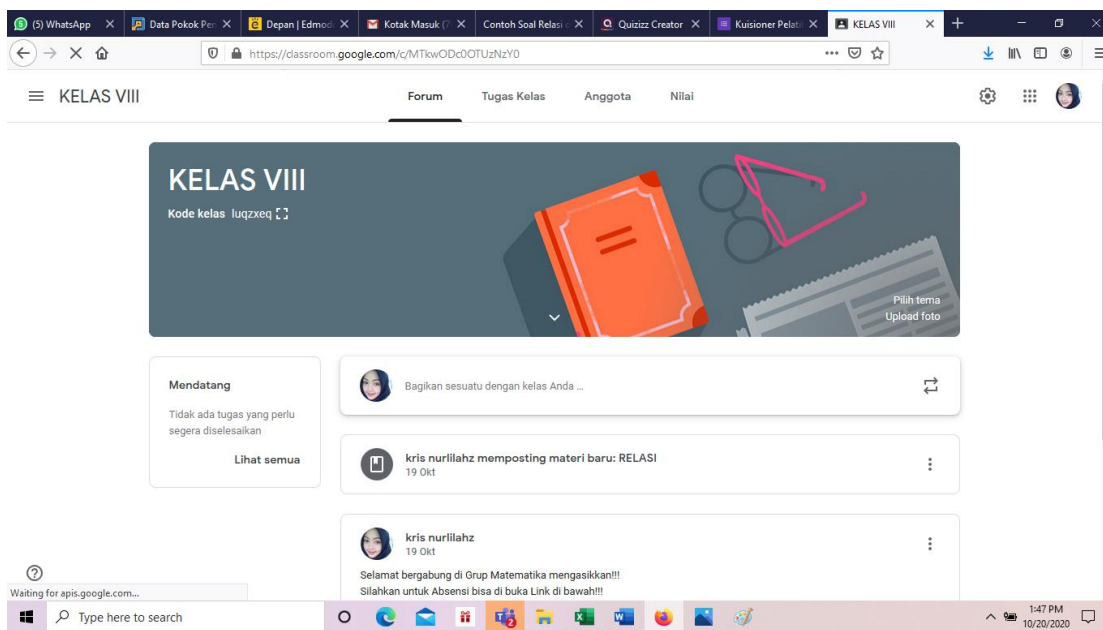 (5) WhatsApp
Data Pokok Pen
Depan | Edmod
Kotak Masuk (7
Contoh Soal Relasi
Quizizz Creator
Kuisioner Pelati
KELAS VIII
https://classroom.google.com/c/MTkwODc0OTUzNzY0
KELAS VIII
Forum
Tugas Kelas
Anggota
Nilai
KELAS VIII
Kode kelas luqzxeq
Pilih tema
Upload foto
Mendatang
Tidak ada tugas yang perlu
segera diselesaikan
Lihat semua
Bagikan sesuatu dengan kelas Anda ...
kris nurlilahz memposting materi baru: RELASI
19 Okt
kris nurlilahz
19 Okt
Selamat bergabung di Grup Matematika mengasikkan!!!
Silahkan untuk Absensi bisa di buka Link di bawah!!!
Waiting for apis.google.com...
Type here to search
1:47 PM
10/20/2020